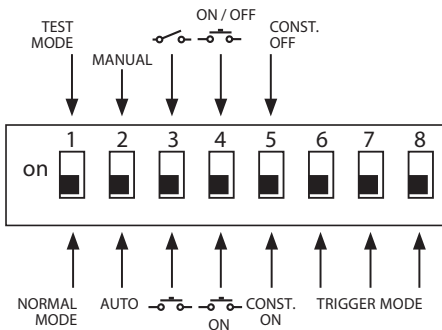 ON / OFF
TEST
MODE
CONST.
OFF
MANUAL
1 2 3 4 5 6 7 8
on
NORMAL
MODE
AUTO
ON
CONST.
ON
TRIGGER MODE